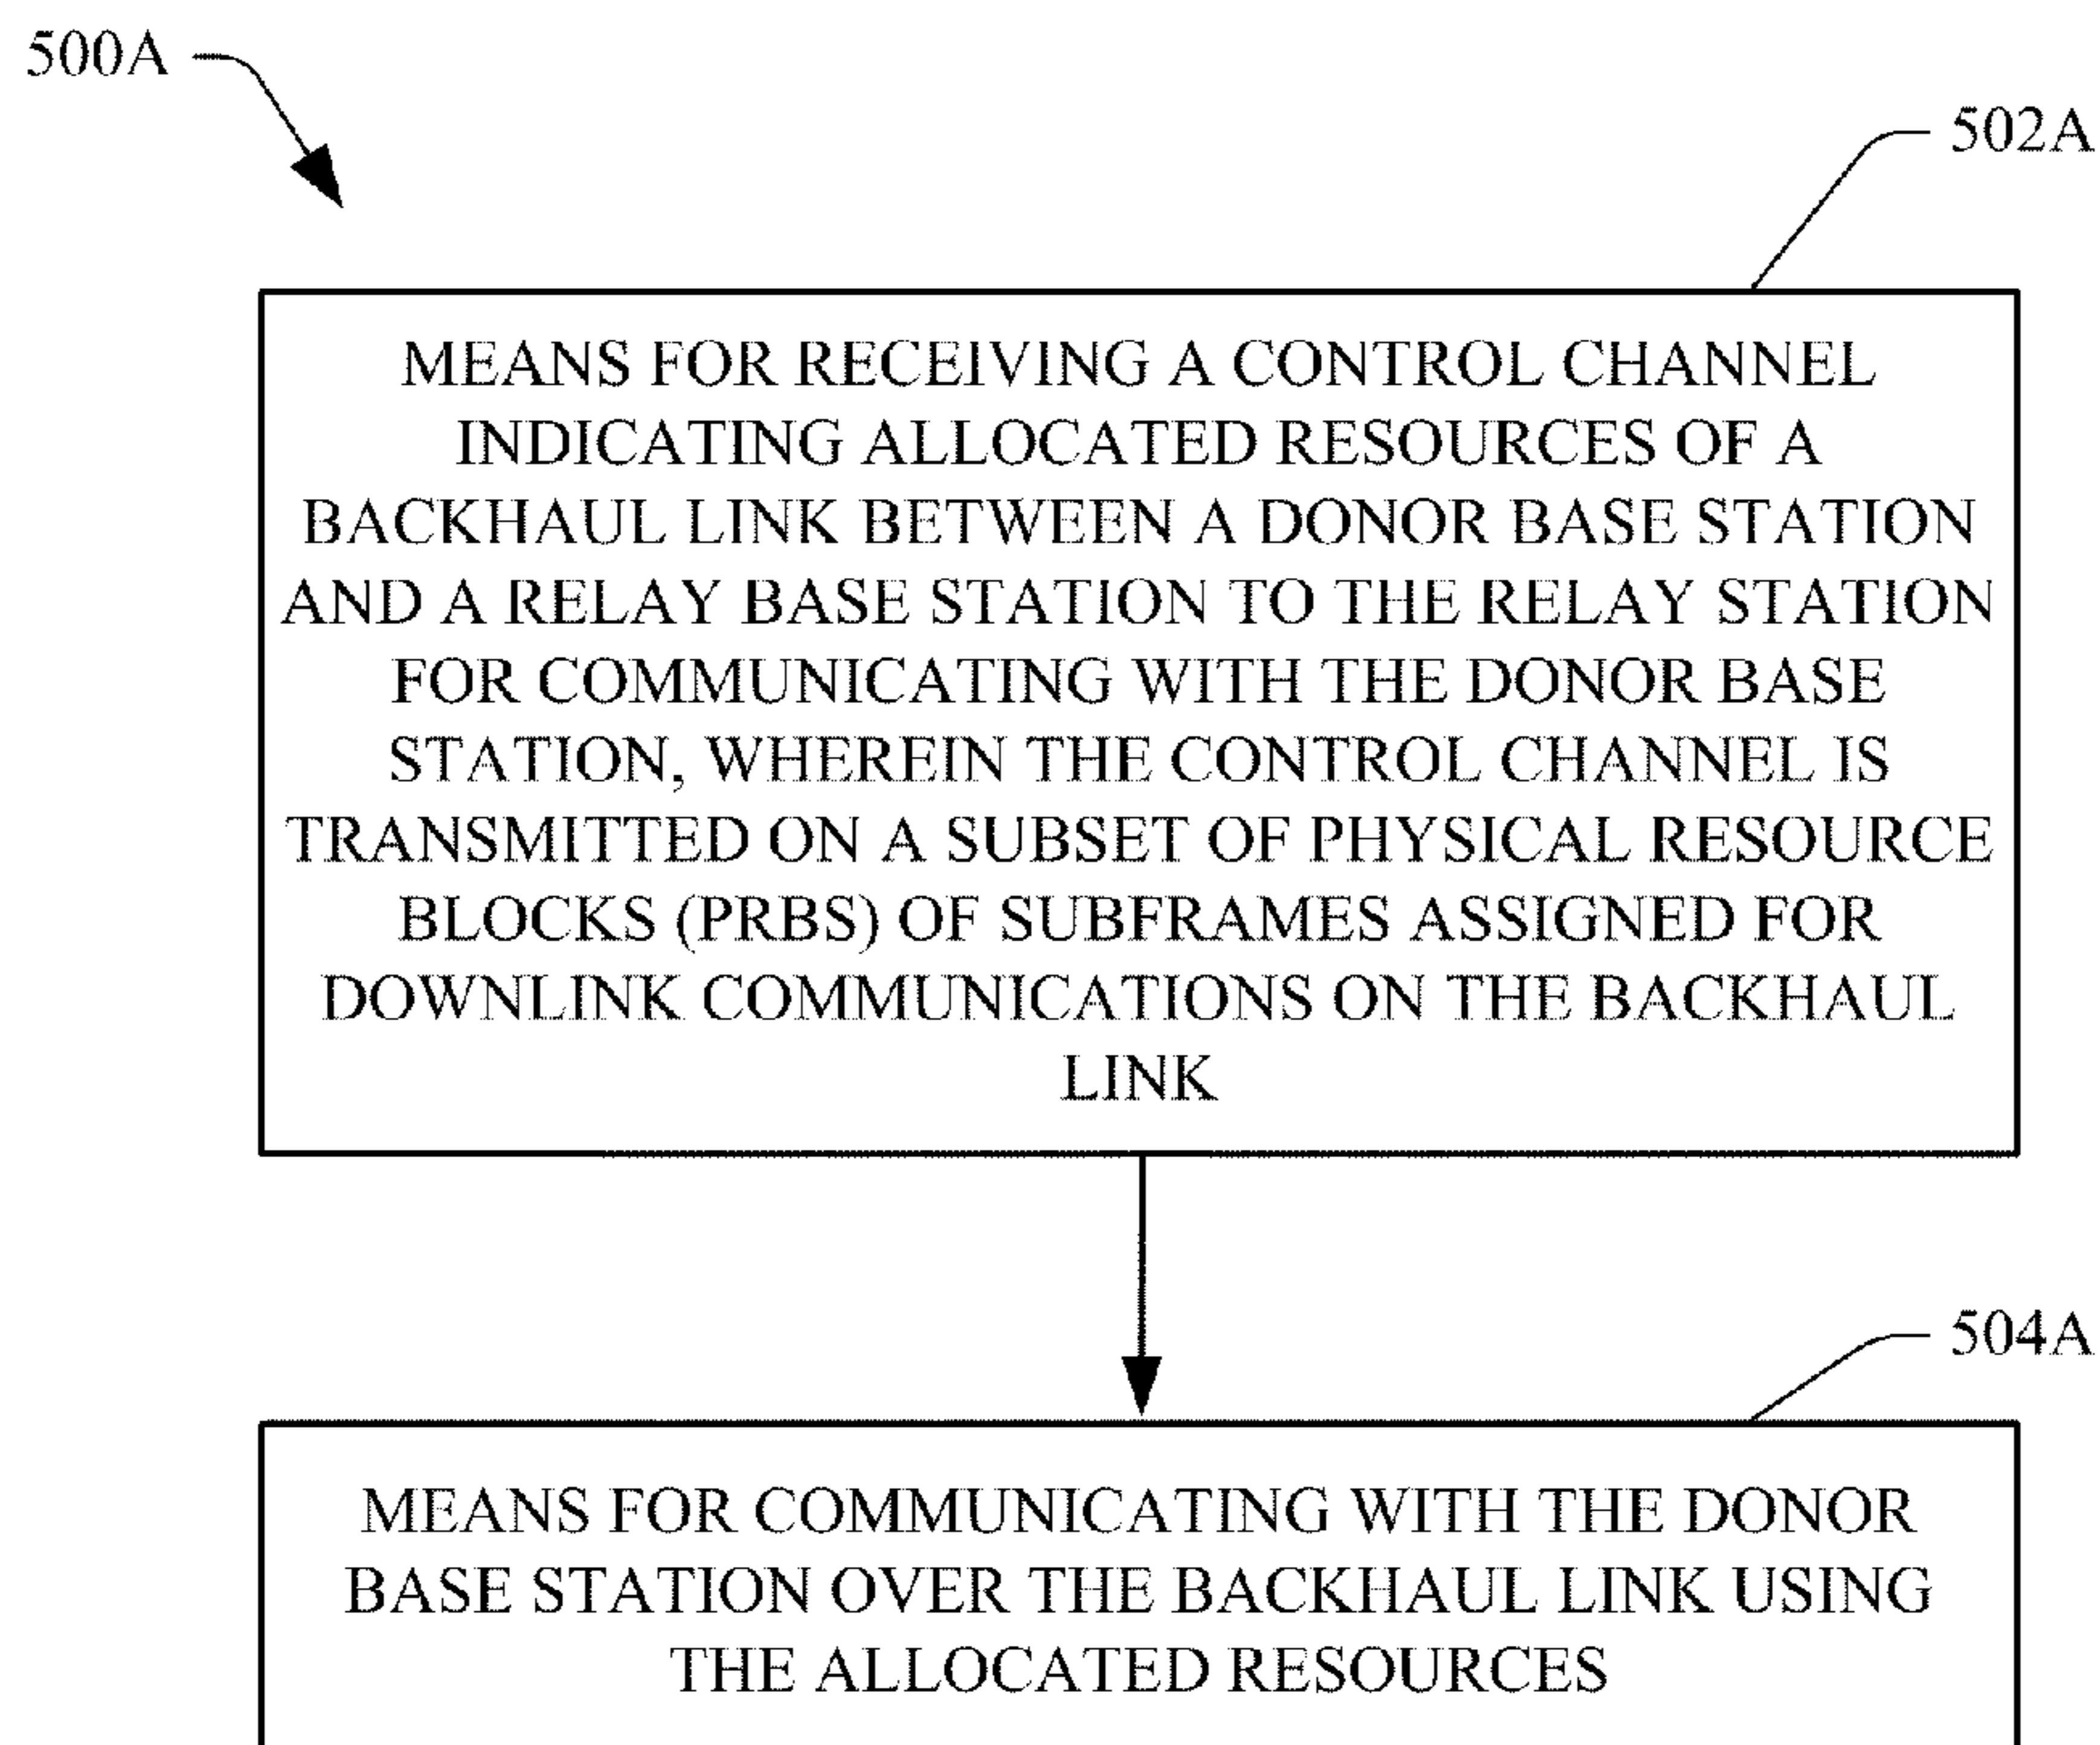 500A
502A
MEANS FOR RECEIVING A CONTROL CHANNEL
INDICATING ALLOCATED RESOURCES OF A
BACKHAUL LINK BETWEEN A DONOR BASE STATION
AND A RELAY BASE STATION TO THE RELAY STATION
FOR COMMUNICATING WITH THE DONOR BASE
STATION, WHEREIN THE CONTROL CHANNEL IS
TRANSMITTED ON A SUBSET OF PHYSICAL RESOURCE
BLOCKS (PRBS) OF SUBFRAMES ASSIGNED FOR
DOWNLINK COMMUNICATIONS ON THE BACKHAUL
LINK
504A
MEANS FOR COMMUNICATING WITH THE DONOR
BASE STATION OVER THE BACKHAUL LINK USING
THE ALLOCATED RESOURCES